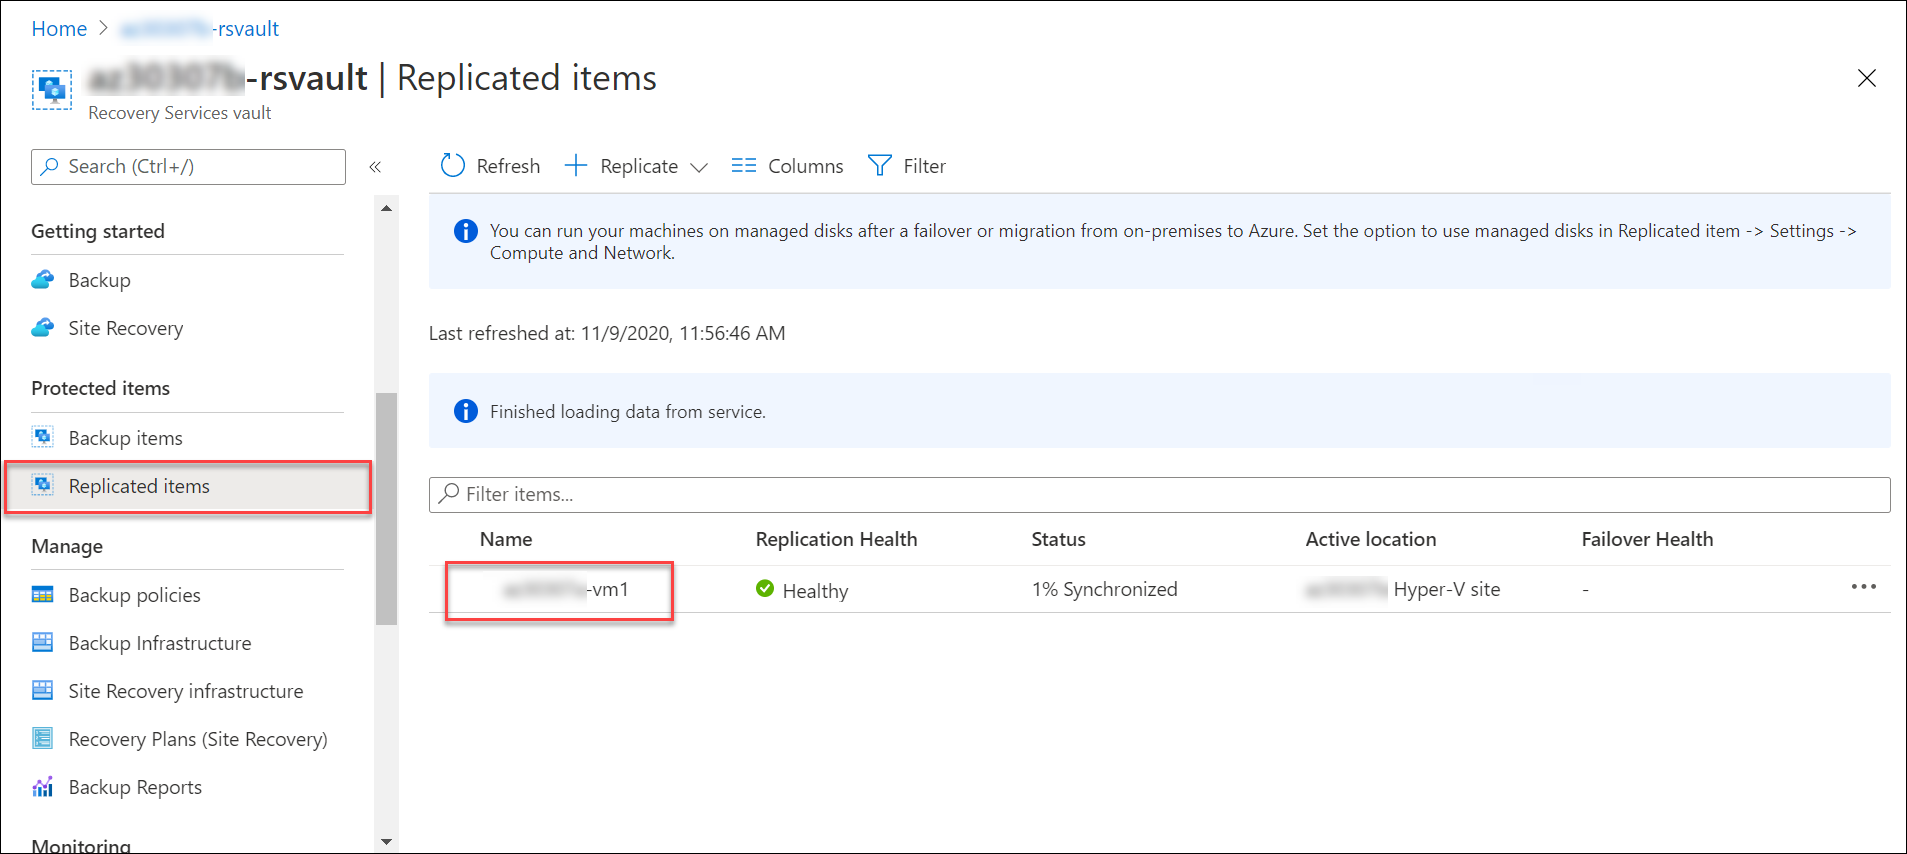 Home > -rsvault
-rsvault | Replicated items
Recovery Services vault
Search (Ctrl+/)
«
Refresh
Replicate
Columns
Filter
Getting started
Backup
Site Recovery
Protected items
Backup items
Replicated items
Manage
Backup policies
Backup Infrastructure
Site Recovery infrastructure
Recovery Plans (Site Recovery)
Backup Reports
Monitoring
You can run your machines on managed disks after a failover or migration from on-premises to Azure. Set the option to use managed disks in Replicated item -> Settings ->
Compute and Network.
Last refreshed at: 11/9/2020, 11:56:46 AM
Finished loading data from service.
Filter items...
Name Replication Health Status Active location Failover Health
-vm1 Healthy 1% Synchronized Hyper-V site -